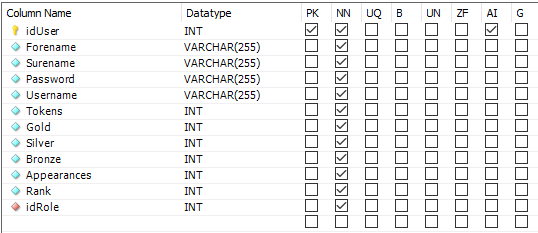 Column Name Datatype PK NN UQ B UN ZF AI G
idUser INT
Forename VARCHAR(255)
Surename VARCHAR(255)
Password VARCHAR(255)
Username VARCHAR(255)
Tokens INT
Gold INT
Silver INT
Bronze INT
Appearances INT
Rank INT
idRole INT